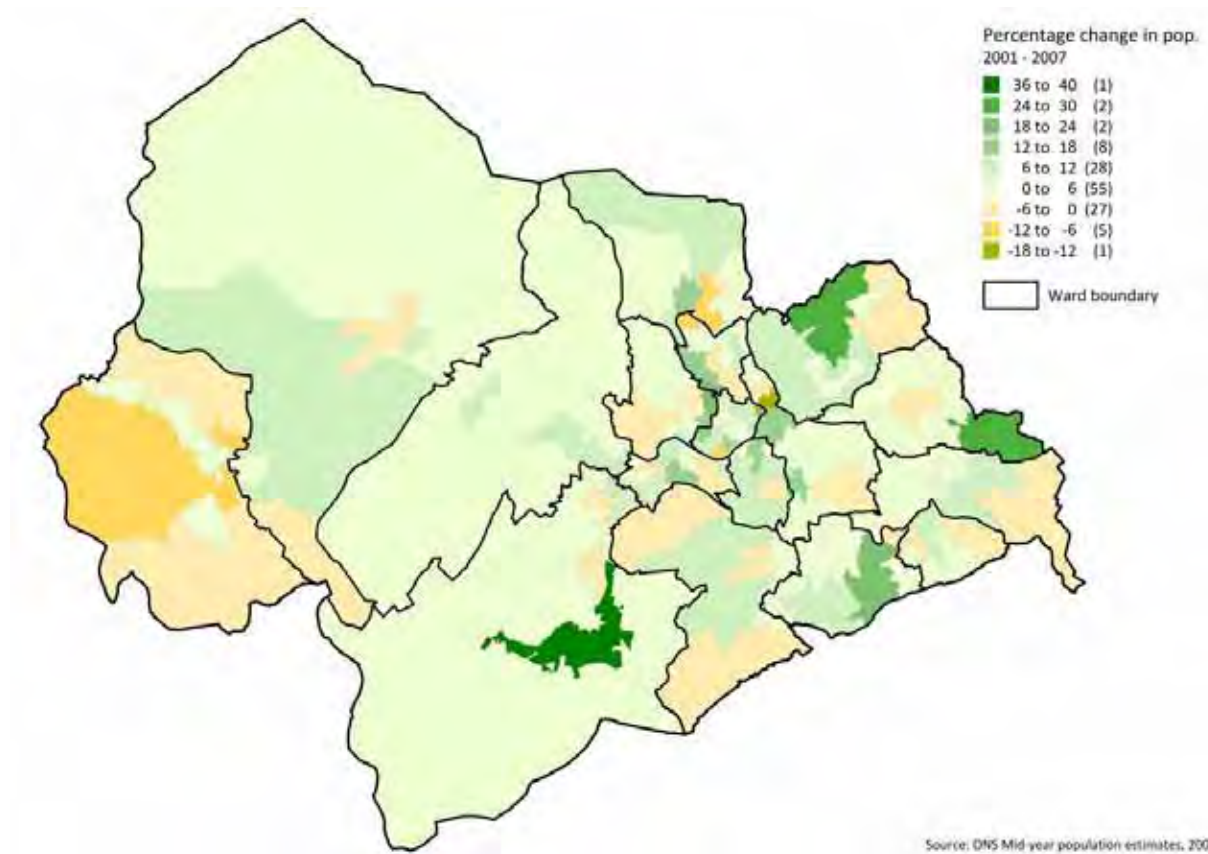 Percentage change in pop.
2001 - 2007
36 to 40 (1)
24 to 30 (2)
18 to 24 (2)
12 to 18 (8)
6 to 12 (28)
0 to 6 (55)
-6 to 0 (27)
-12 to -6 (5)
-18 to -12 (1)
Ward boundary
Source: ONS Mid-year population estimates, 200